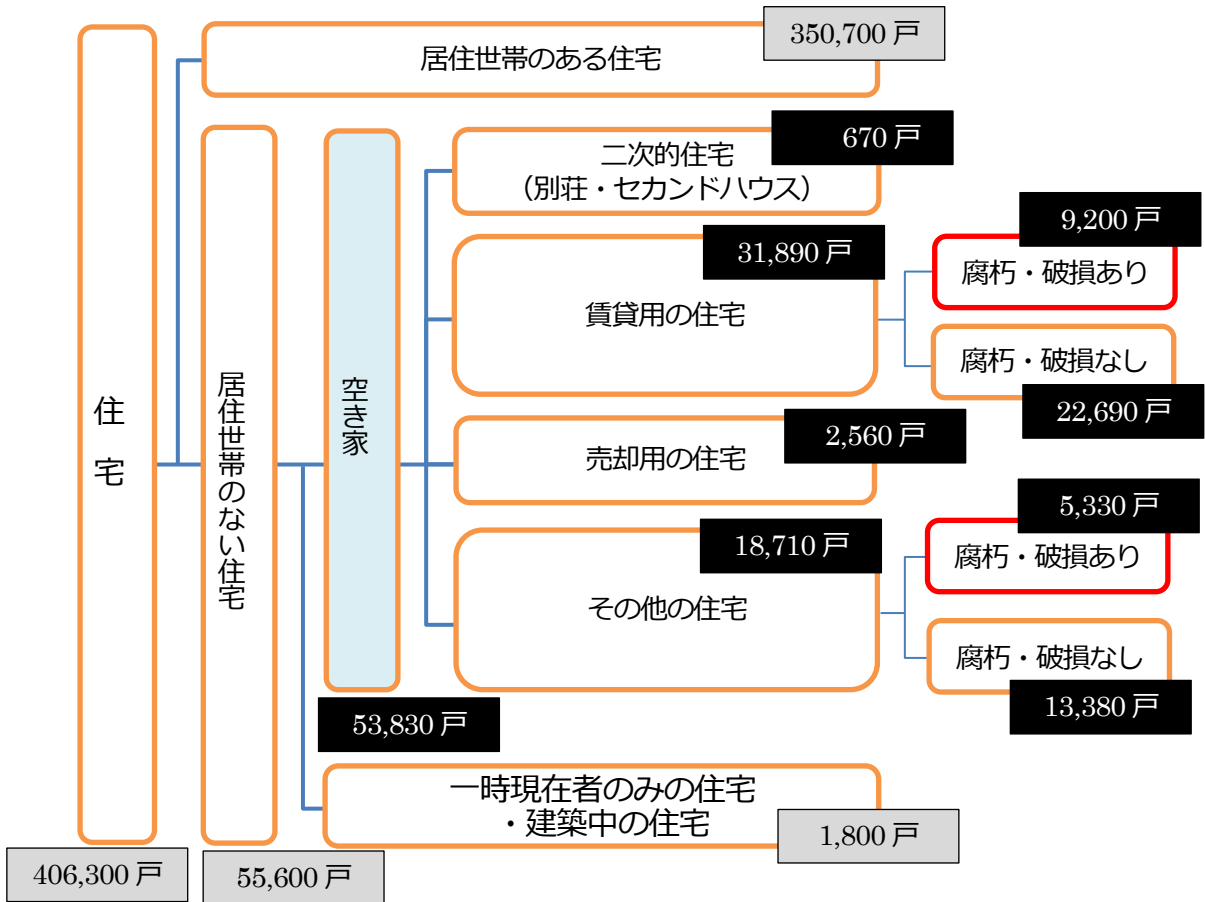 350,700 戸
居住世帯のある住宅
670 戸
二次的住宅
（別荘・セカンドハウス）
9,200 戸
31,890 戸
腐朽・破損あり
賃貸用の住宅
腐朽・破損なし
22,690 戸
住宅
居住世帯のない住宅
空き家
2,560 戸
売却用の住宅
5,330 戸
18,710 戸
腐朽・破損あり
その他の住宅
腐朽・破損なし
13,380 戸
53,830 戸
一時現在者のみの住宅
・建築中の住宅
1,800 戸
406,300 戸
55,600 戸